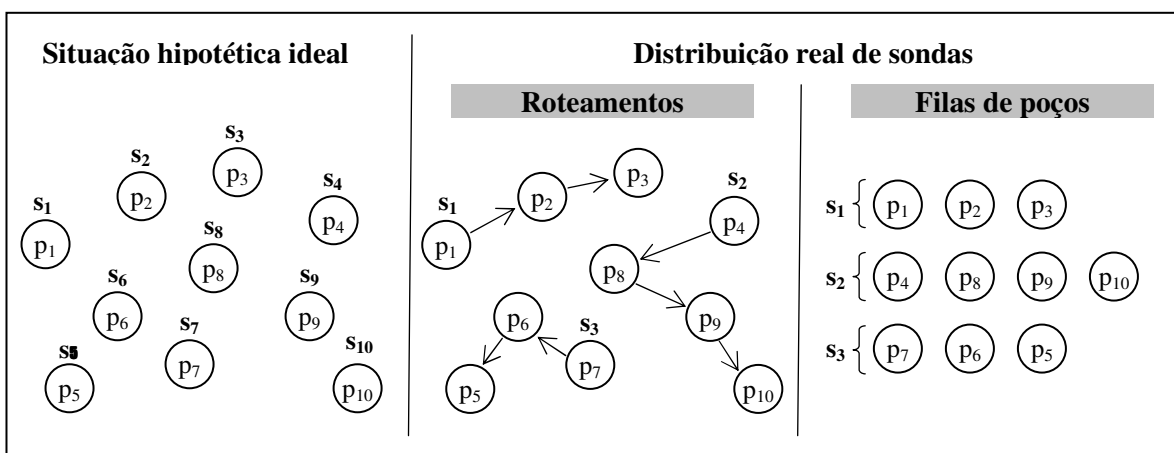 Situação hipotética ideal
s1
s2
s3
s4
p1
p2
p3
p4
s8
p8
s6
p6
s9
p9
s7
p7
p5
s10
p10
Distribuição real de sondas
Roteamentos
s1
p1
p2
p3
s2
p4
p8
p9
p10
s3
p7
p6
p5
Filas de poços
s1 { p1 p2 p3
s2 { p4 p8 p9 p10
s3 { p7 p6 p5